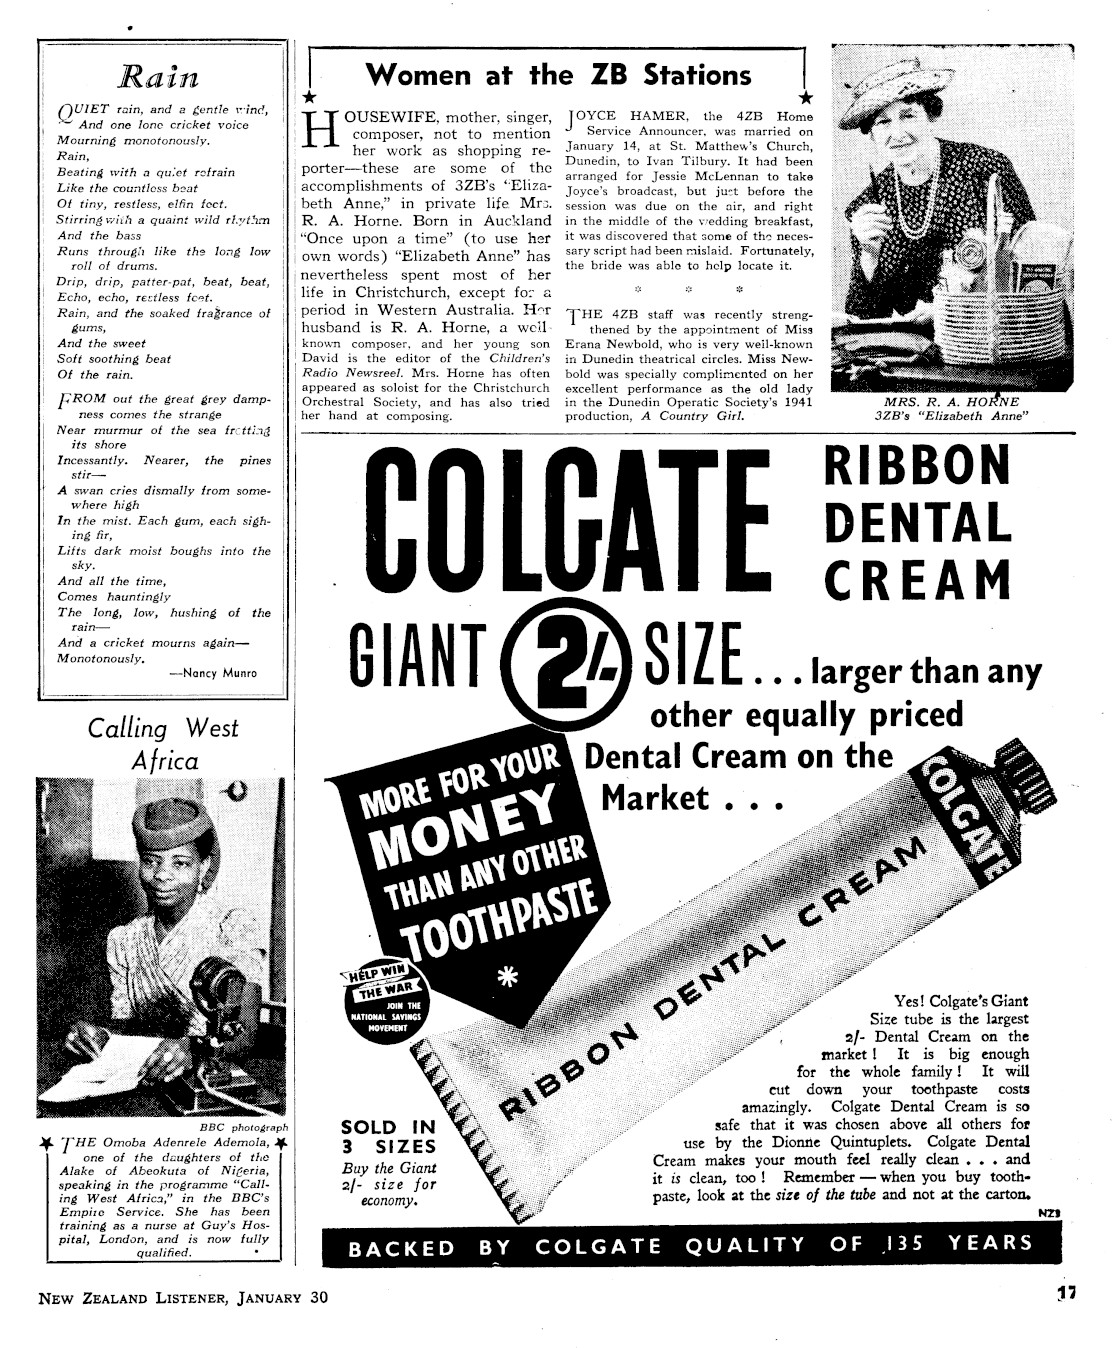 Rain
QUIET rain, and a gentle wind,
And one lone cricket voice
Mourning monotonously.
Rain,
Beating with a quiet refrain
Like the countless beat
Of tiny, restless, elfin feet.
Stirring with a quaint wild rhythm
And the bass
Runs through like the long low
roll of drums.
Drip, drip, patter-pat, beat, beat,
Echo, echo, restless feet.
Rain, and the soaked fragrance of
gums,
And the sweet
Soft soothing beat
Of the rain.
FROM out the great grey damp-
ness comes the strange
Near murmur of the sea fretting
its shore
Incessantly. Nearer, the pines
stir—
A swan cries dismally from some-
where high
In the mist. Each gum, each sigh-
ing fir,
Lifts dark moist boughs into the
sky.
And all the time,
Comes hauntingly
The long, low, hushing of the
rain—
And a cricket mourns again—
Monotonously.
—Nancy Munro
Calling West
Africa
BBC photograph
THE Omoba Adenrele Ademola,
one of the daughters of the
Alake of Abeokuta of Nigeria,
speaking in the programme "Call-
ing West Africa," in the BBC's
Empire Service. She has been
training as a nurse at Guy's Hos-
pital, London, and is now fully
qualified.
Women at the ZB Stations
HOUSEWIFE, mother, singer,
composer, not to mention
her work as shopping re-
porter—these are some of the
accomplishments of 3ZB's "Eliza-
beth Anne," in private life Mrs.
R. A. Horne. Born in Auckland
"Once upon a time" (to use her
own words) "Elizabeth Anne" has
nevertheless spent most of her
life in Christchurch, except for a
period in Western Australia. Her
husband is R. A. Horne, a well-
known composer, and her young son
David is the editor of the Children's
Radio Newsreel. Mrs. Horne has often
appeared as soloist for the Christchurch
Orchestral Society, and has also tried
her hand at composing.
JOYCE HAMER, the 4ZB Home
Service Announcer, was married on
January 14, at St. Matthew's Church,
Dunedin, to Ivan Tilbury. It had been
arranged for Jessie McLennan to take
Joyce's broadcast, but just before the
session was due on the air, and right
in the middle of the wedding breakfast,
it was discovered that some of the neces-
sary script had been mislaid. Fortunately,
the bride was able to help locate it.
* * *
THE 4ZB staff was recently streng-
thened by the appointment of Miss
Erana Newbold, who is very well-known
in Dunedin theatrical circles. Miss New-
bold was specially complimented on her
excellent performance as the old lady
in the Dunedin Operatic Society's 1941
production, A Country Girl.
MRS. R. A. HORNE
3ZB's "Elizabeth Anne"
COLGATE
RIBBON
DENTAL
CREAM
GIANT 2/- SIZE ... larger than any
other equally priced
Dental Cream on the
Market . . .
MORE FOR YOUR
MONEY
THAN ANY OTHER
TOOTHPASTE
*
HELP WIN
THE WAR
JOIN THE
NATIONAL SAVINGS
MOVEMENT
COLGATE
RIBBON DENTAL CREAM
SOLD IN
3 SIZES
Buy the Giant
2/- size for
economy.
Yes! Colgate's Giant
Size tube is the largest
2/- Dental Cream on the
market! It is big enough
for the whole family! It will
cut down your toothpaste costs
amazingly. Colgate Dental Cream is so
safe that it was chosen above all others for
use by the Dionne Quintuplets. Colgate Dental
Cream makes your mouth feel really clean . . . and
it is clean, too! Remember — when you buy tooth-
paste, look at the size of the tube and not at the carton.
NZ9
BACKED BY COLGATE QUALITY OF 135 YEARS
NEW ZEALAND LISTENER, JANUARY 30
17